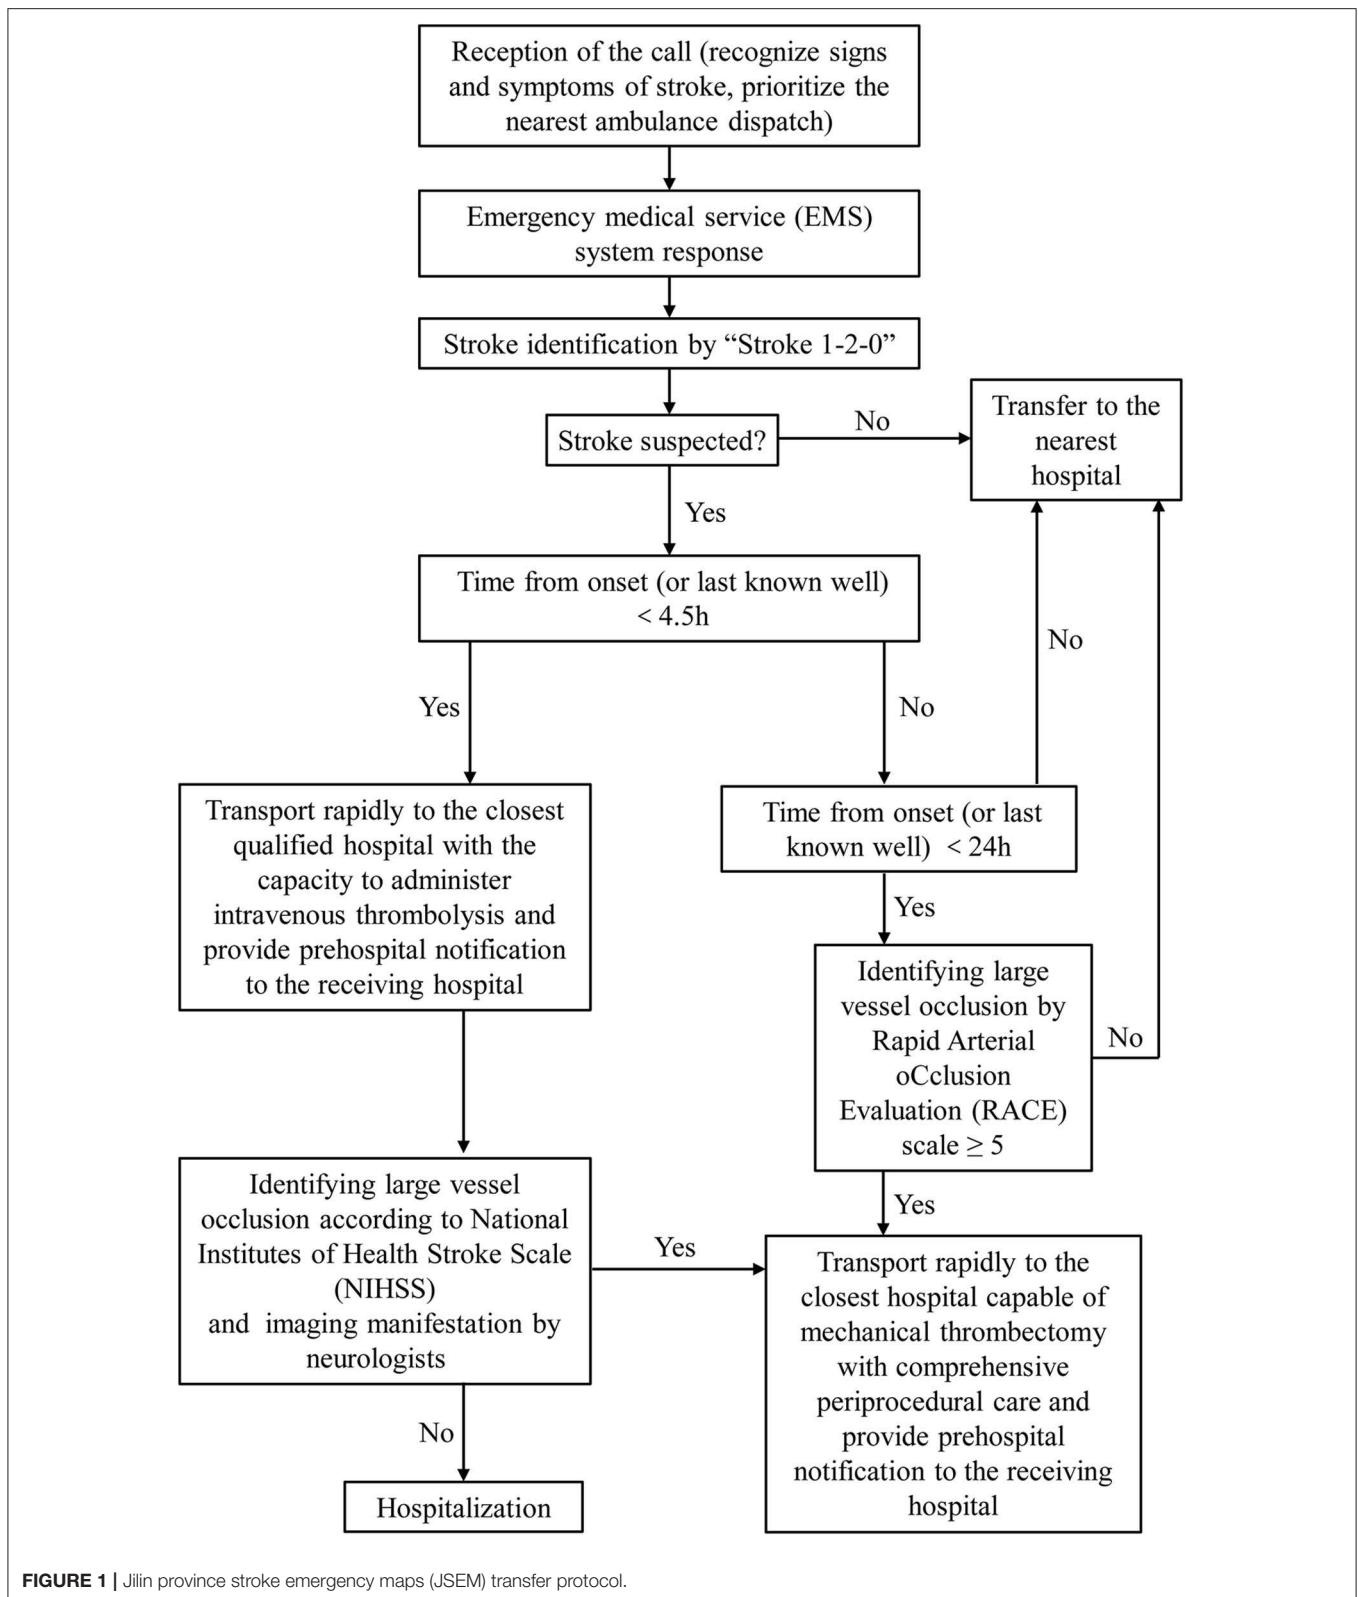 Reception of the call (recognize signs
and symptoms of stroke, prioritize the
nearest ambulance dispatch)
Emergency medical service (EMS)
system response
Stroke identification by “Stroke 1-2-0”
Stroke suspected?
No
Transfer to the
nearest
hospital
Yes
Time from onset (or last known well)
< 4.5h
No
Yes
No
Transport rapidly to the closest
qualified hospital with the
capacity to administer
intravenous thrombolysis and
provide prehospital notification
to the receiving hospital
Time from onset (or last
known well) < 24h
Yes
Identifying large
vessel occlusion by
Rapid Arterial
oCclusion
Evaluation (RACE)
scale ≥ 5
No
Identifying large vessel
occlusion according to National
Institutes of Health Stroke Scale
(NIHSS)
and imaging manifestation by
neurologists
Yes
Yes
Transport rapidly to the
closest hospital capable of
mechanical thrombectomy
with comprehensive
periprocedural care and
provide prehospital
notification to the receiving
hospital
No
Hospitalization
FIGURE 1 | Jilin province stroke emergency maps (JSEM) transfer protocol.